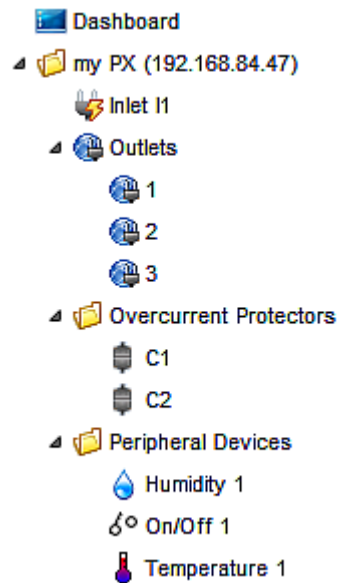 Dashboard
my PX (192.168.84.47)
Inlet I1
Outlets
1
2
3
Overcurrent Protectors
C1
C2
Peripheral Devices
Humidity 1
On/Off 1
Temperature 1